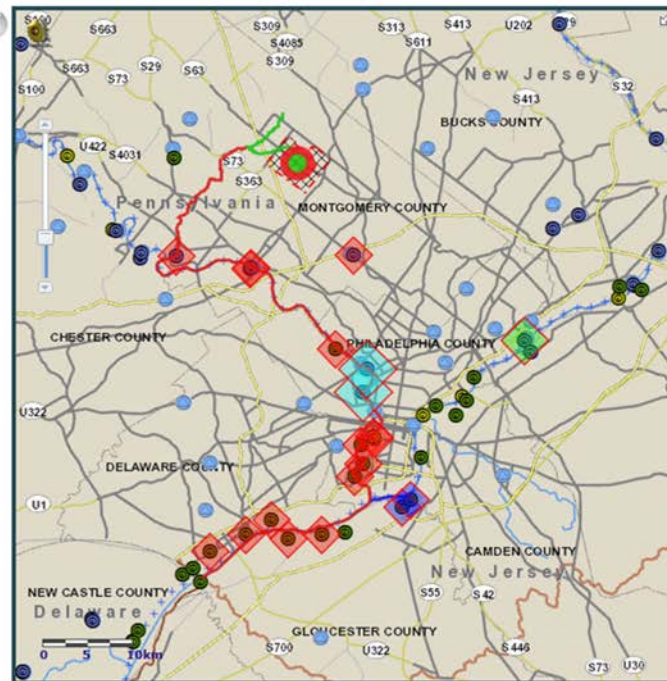 S309
S313
U202
S663
S4085
S611
S413
S663
S29
S63
S309
New Jersey
S73
S100
S413
S32
BUCKS COUNTY
U422
S4031
S73
S363
Pennsylvania
MONTGOMERY COUNTY
CHESTER COUNTY
PHILADELPHIA COUNTY
U322
DELAWARE COUNTY
U1
CAMDEN COUNTY
New Jersey
NEW CASTLE COUNTY
S55
S42
Delaware
GLOUCESTER COUNTY
0 5 10km
S700
U322
S446
S73
U30